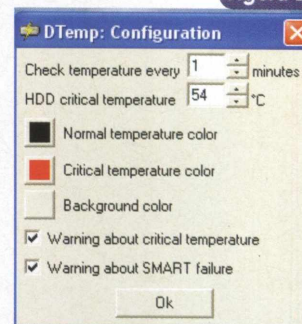 DTemp: Configuration
Check temperature every 1 minutes
HDD critical temperature 54 °C
Normal temperature color
Critical temperature color
Background color
Warning about critical temperature
Warning about SMART failure
Ok